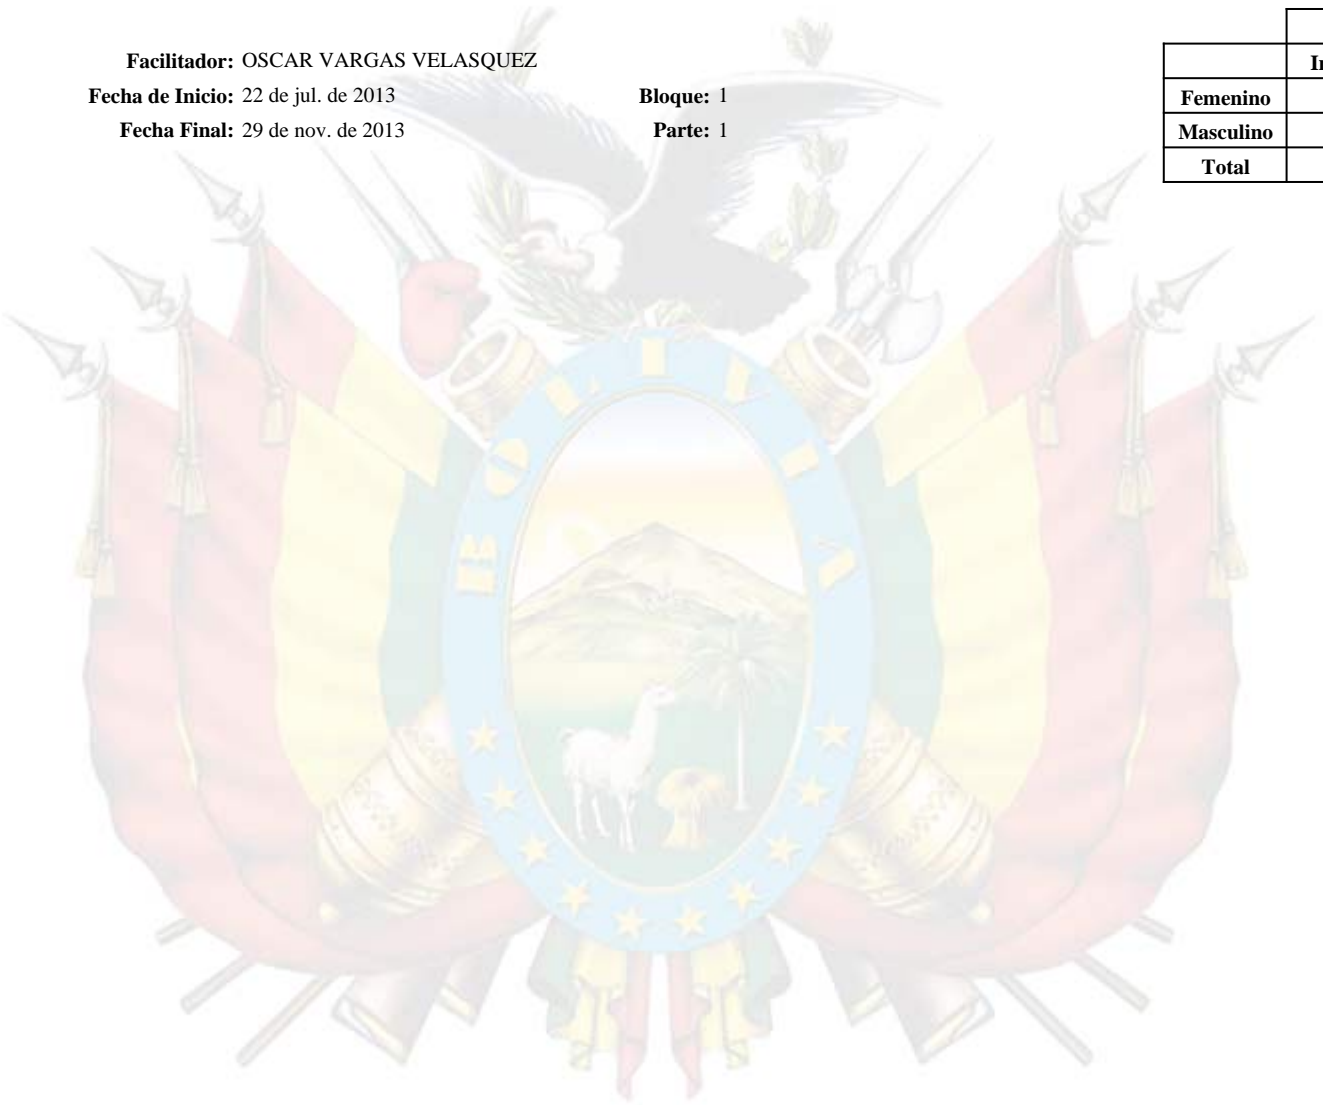 Facilitador: OSCAR VARGAS VELASQUEZ
Fecha de Inicio: 22 de jul. de 2013 Bloque: 1
Fecha Final: 29 de nov. de 2013 Parte: 1
Femenino
Masculino
Total
BOLIVIA